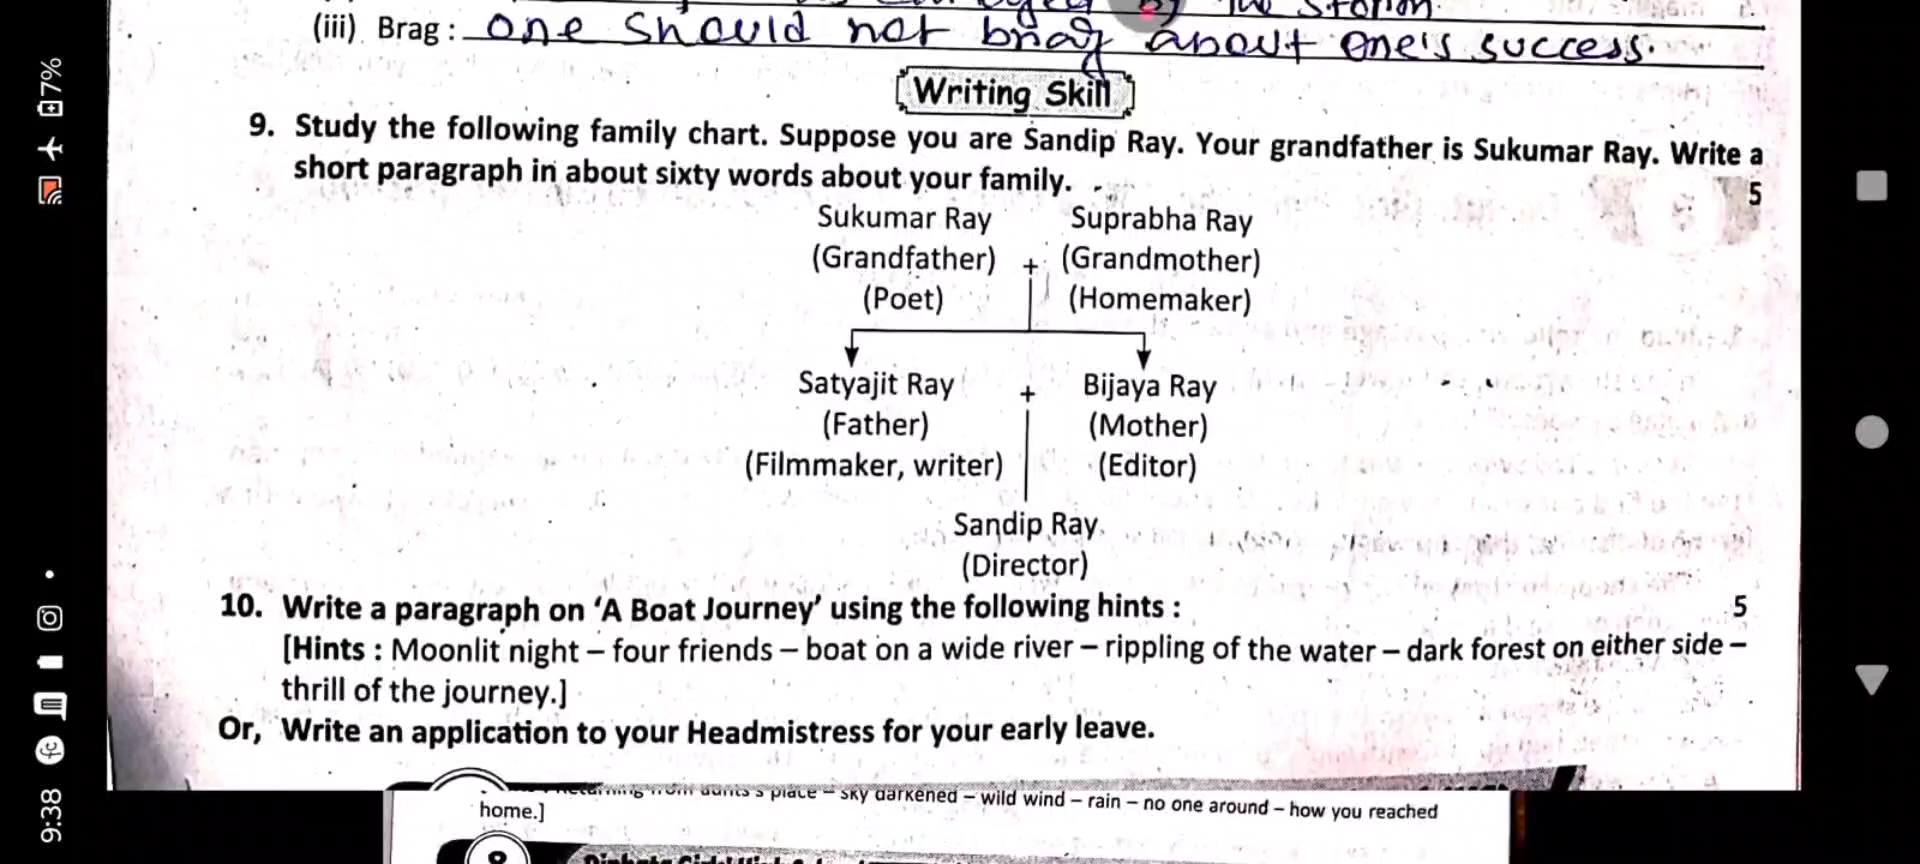 (iii) Brag : one should not brag about one's success.
Writing Skill
9. Study the following family chart. Suppose you are Sandip Ray. Your grandfather is Sukumar Ray. Write a
short paragraph in about sixty words about your family.
5
Sukumar Ray Suprabha Ray
(Grandfather) + (Grandmother)
(Poet) (Homemaker)
Satyajit Ray + Bijaya Ray
(Father) (Mother)
(Filmmaker, writer) (Editor)
Sandip Ray
(Director)
10. Write a paragraph on 'A Boat Journey' using the following hints : 5
[Hints : Moonlit night – four friends – boat on a wide river – rippling of the water – dark forest on either side –
thrill of the journey.]
Or, Write an application to your Headmistress for your early leave.
place – sky darkened – wild wind – rain – no one around – how you reached
home.]
7%
9:38